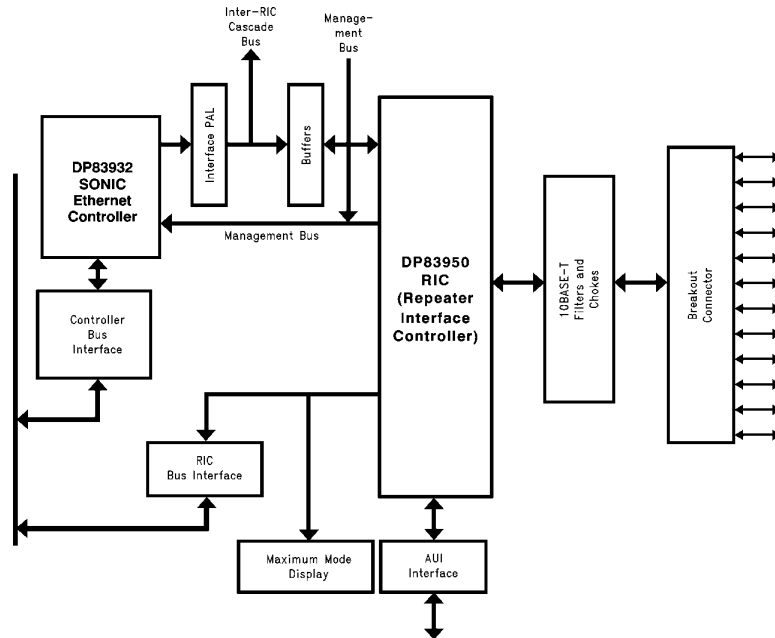 Inter-RIC
Cascade
Bus
Manage-
ment
Bus
Interface PAL
Buffers
DP83932
SONIC
Ethernet
Controller
Management Bus
DP83950
RIC
(Repeater
Interface
Controller)
10BASE-T
Filters and
Chokes
Breakout
Connector
Controller
Bus
Interface
RIC
Bus Interface
Maximum Mode
Display
AUI
Interface